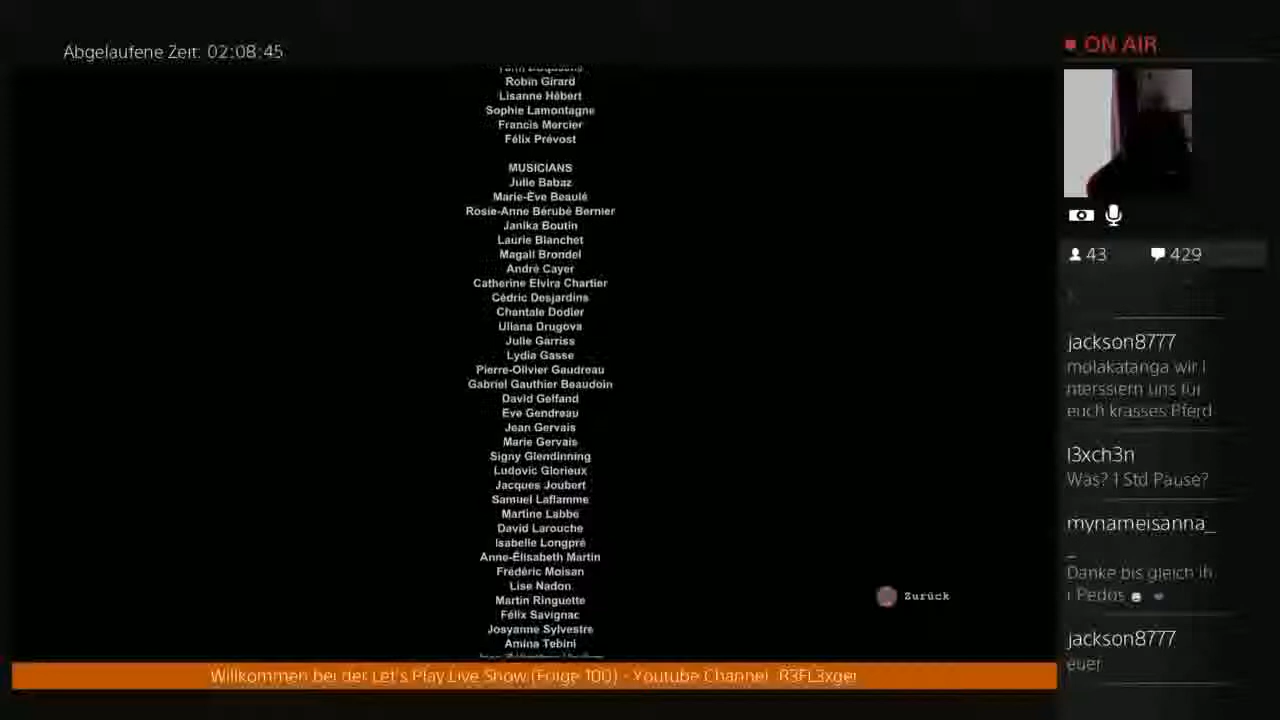 Abgelaufene Zeit: 02:08:45
ON AIR
Robin Girard
Lisanne Hébert
Sophie Lamontagne
Francis Mercier
Félix Prévost
MUSICIANS
Julie Babaz
Marie-Ève Beaulé
Rosie-Anne Bérubé Bernier
Janika Boutin
Laurie Blanchet
Magali Brondel
André Cayer
Catherine Elvira Chartier
Cédric Desjardins
Chantale Dodier
Uliana Drugova
Julie Garriss
Lydia Gasse
Pierre-Olivier Gaudreau
Gabriel Gauthier Beaudoin
David Gelfand
Eve Gendreau
Jean Gervais
Marie Gervais
Signy Glendinning
Ludovic Glorieux
Jacques Joubert
Samuel Laflamme
Martine Labbé
David Larouche
Isabelle Longpré
Anne-Élisabeth Martin
Frédéric Moisan
Lise Nadon
Martin Ringuette
Félix Savignac
Josyanne Sylvestre
Amina Tebini
Zurück
Willkommen bei der Let's Play Live Show (Folge 100) - Youtube Channel: R3FL3xger
43 429
jackson8777
molakatanga wir i
nterssiern uns für
euch krasses Pferd
l3xch3n
Was? 1 Std Pause?
mynameisanna_
_
Danke bis gleich ih
r Pedos
jackson8777
euer